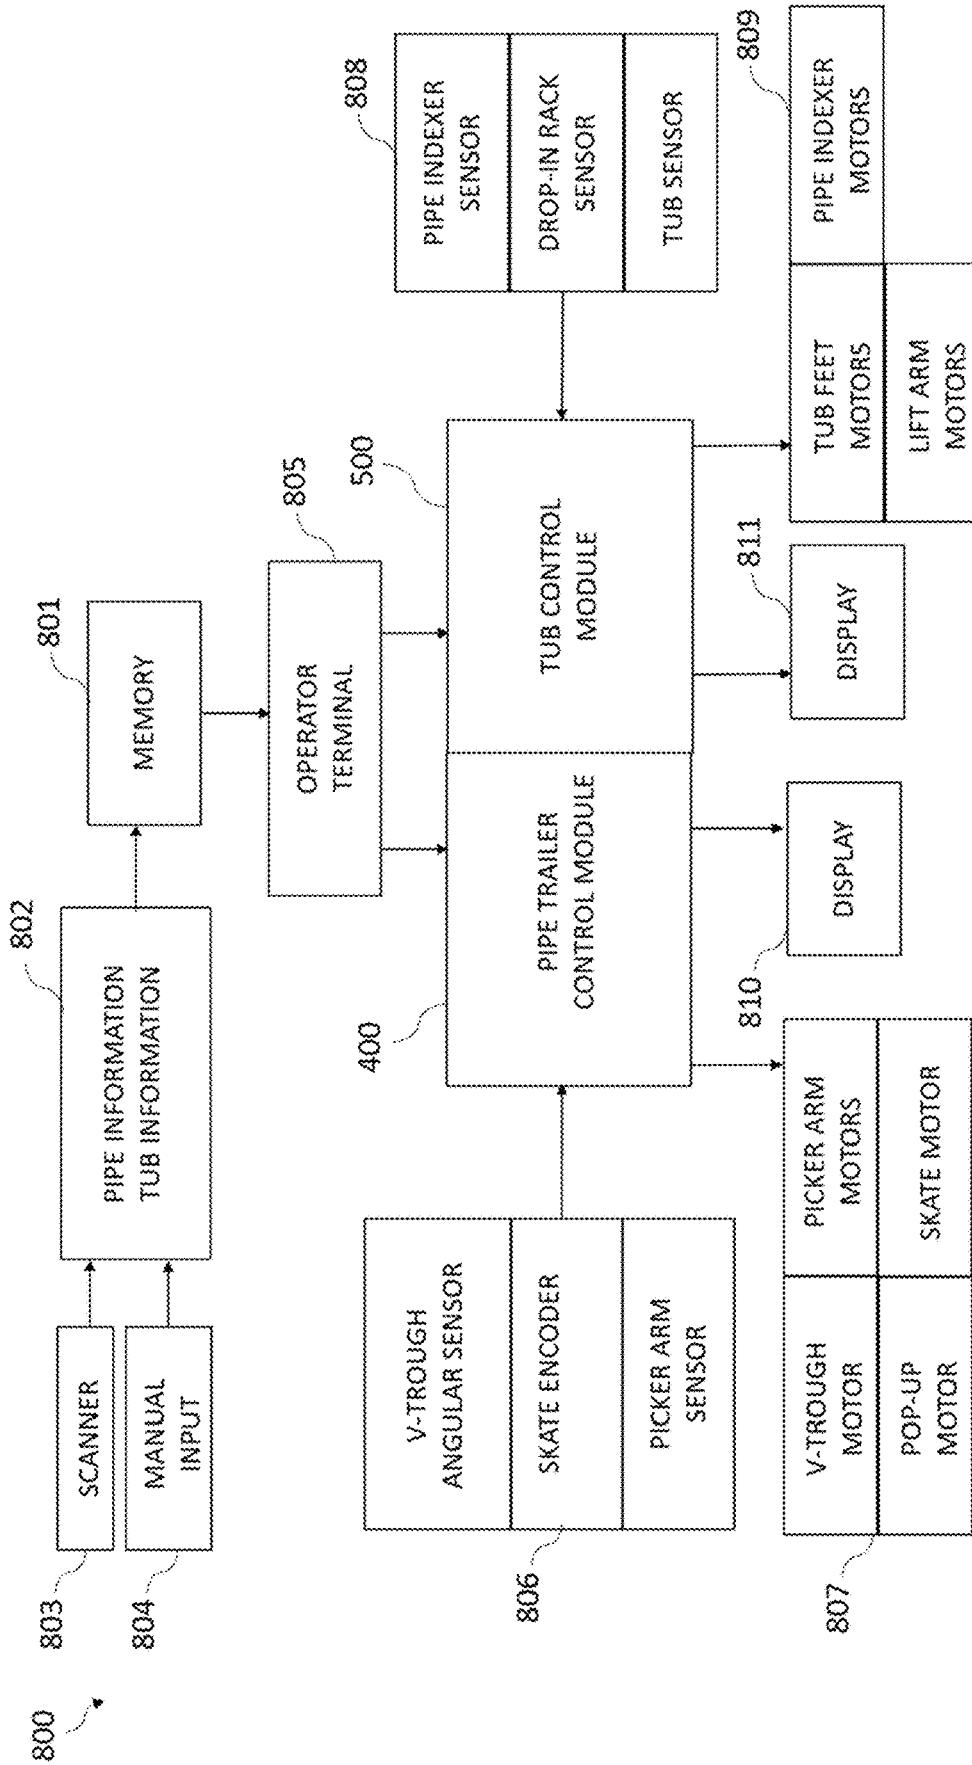 800
803
SCANNER
804
MANUAL
INPUT
802
PIPE INFORMATION
TUB INFORMATION
801
MEMORY
805
OPERATOR
TERMINAL
806
V-TROUGH
ANGULAR SENSOR
SKATE ENCODER
PICKER ARM
SENSOR
400
PIPE TRAILER
CONTROL MODULE
500
TUB CONTROL
MODULE
808
PIPE INDEXER
SENSOR
DROP-IN RACK
SENSOR
TUB SENSOR
807
V-TROUGH
MOTOR
PICKER ARM
MOTORS
POP-UP
MOTOR
SKATE MOTOR
810
DISPLAY
811
DISPLAY
809
TUB FEET
MOTORS
PIPE INDEXER
MOTORS
LIFT ARM
MOTORS